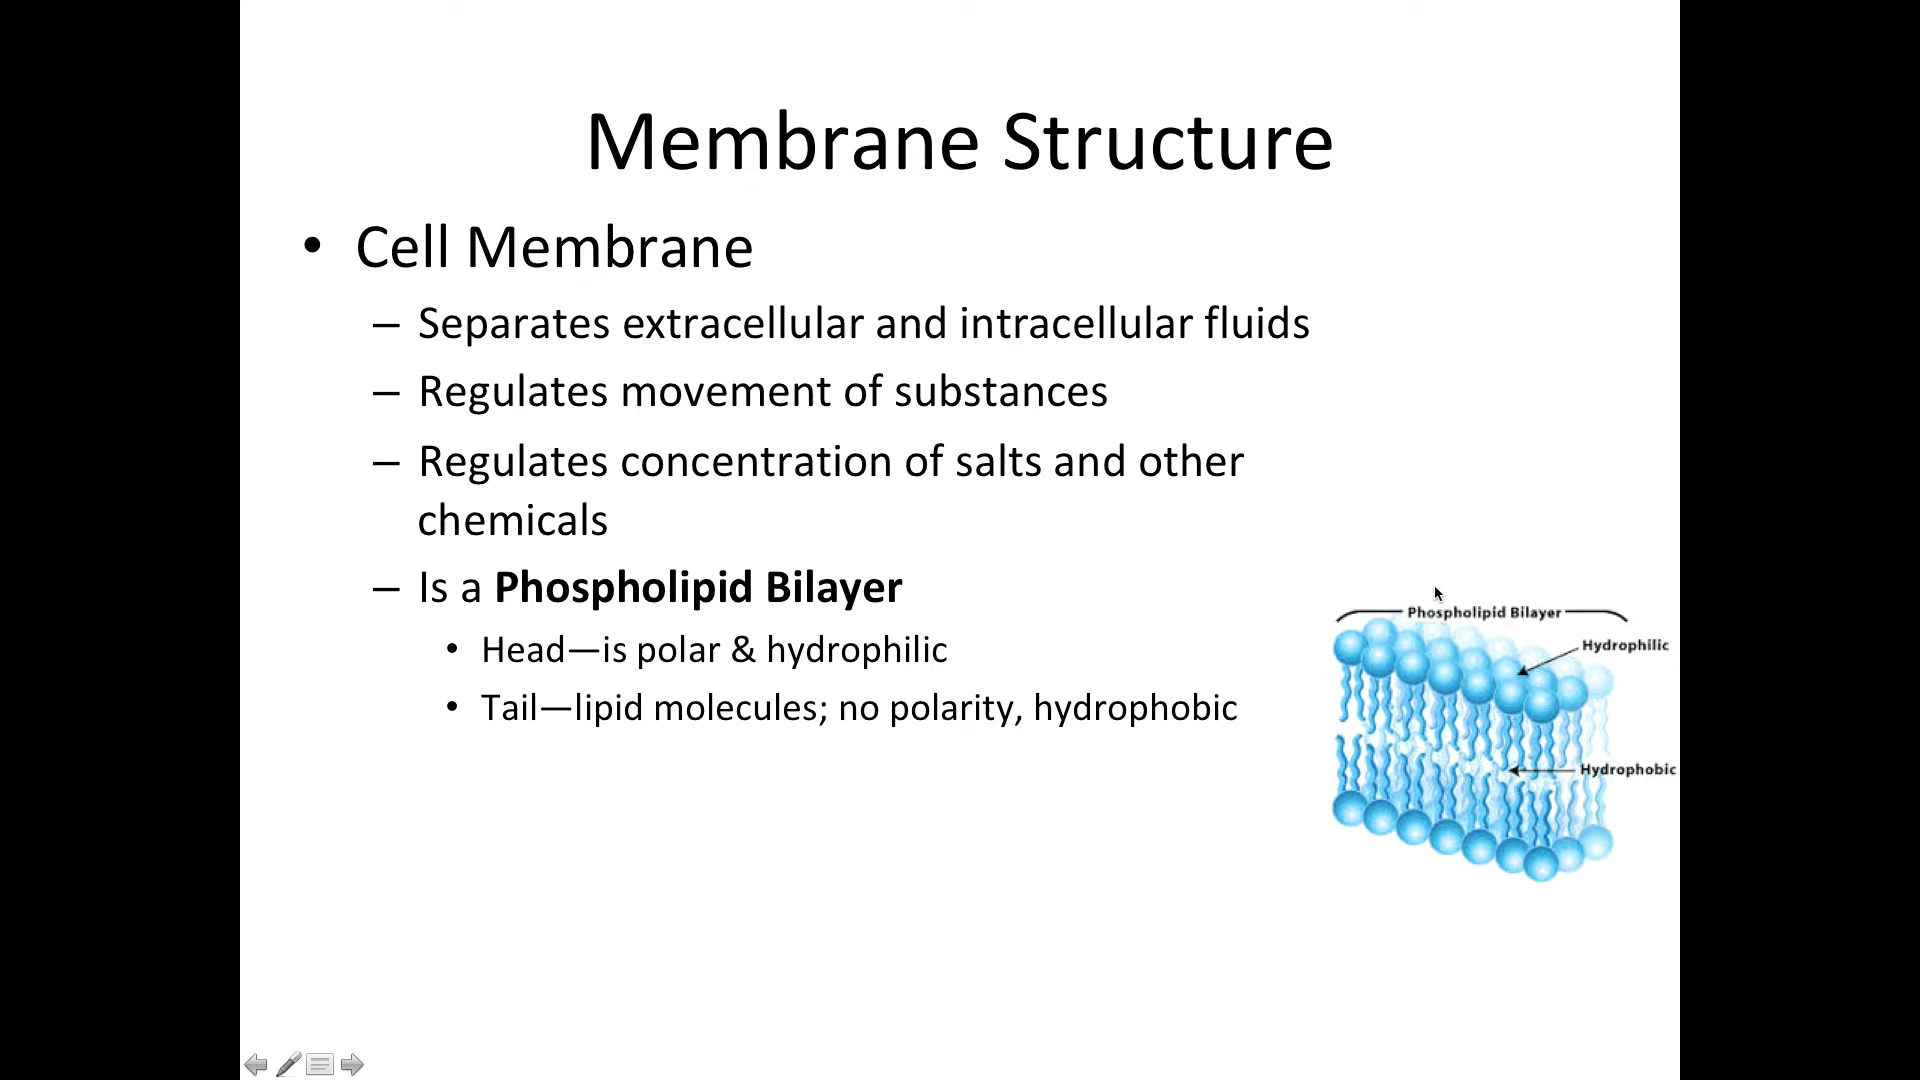 Membrane Structure
• Cell Membrane
– Separates extracellular and intracellular fluids
– Regulates movement of substances
– Regulates concentration of salts and other
chemicals
– Is a Phospholipid Bilayer
• Head—is polar & hydrophilic
• Tail—lipid molecules; no polarity, hydrophobic
Phospholipid Bilayer
Hydrophilic
Hydrophobic